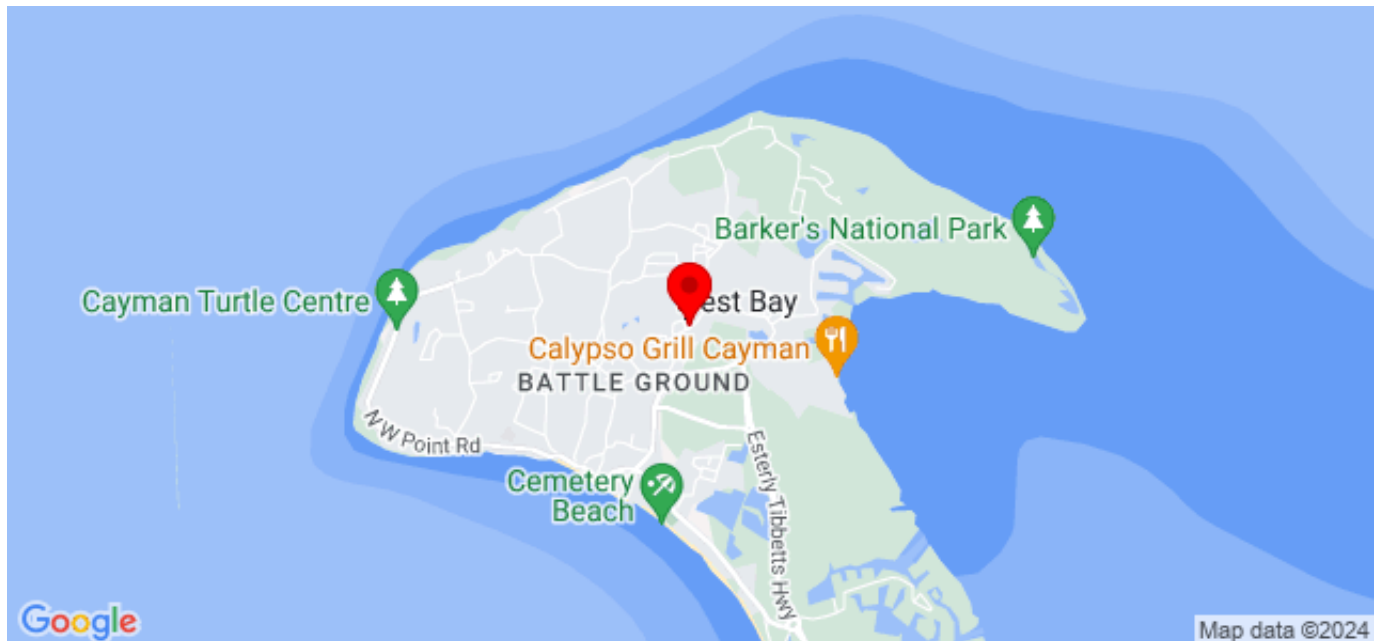 Barker's National Park
Cayman Turtle Centre
est Bay
Calypso Grill Cayman
BATTLE GROUND
NW Point Rd
Esterly Tibbetts Hwy
Cemetery
Beach
Google
Map data ©2024